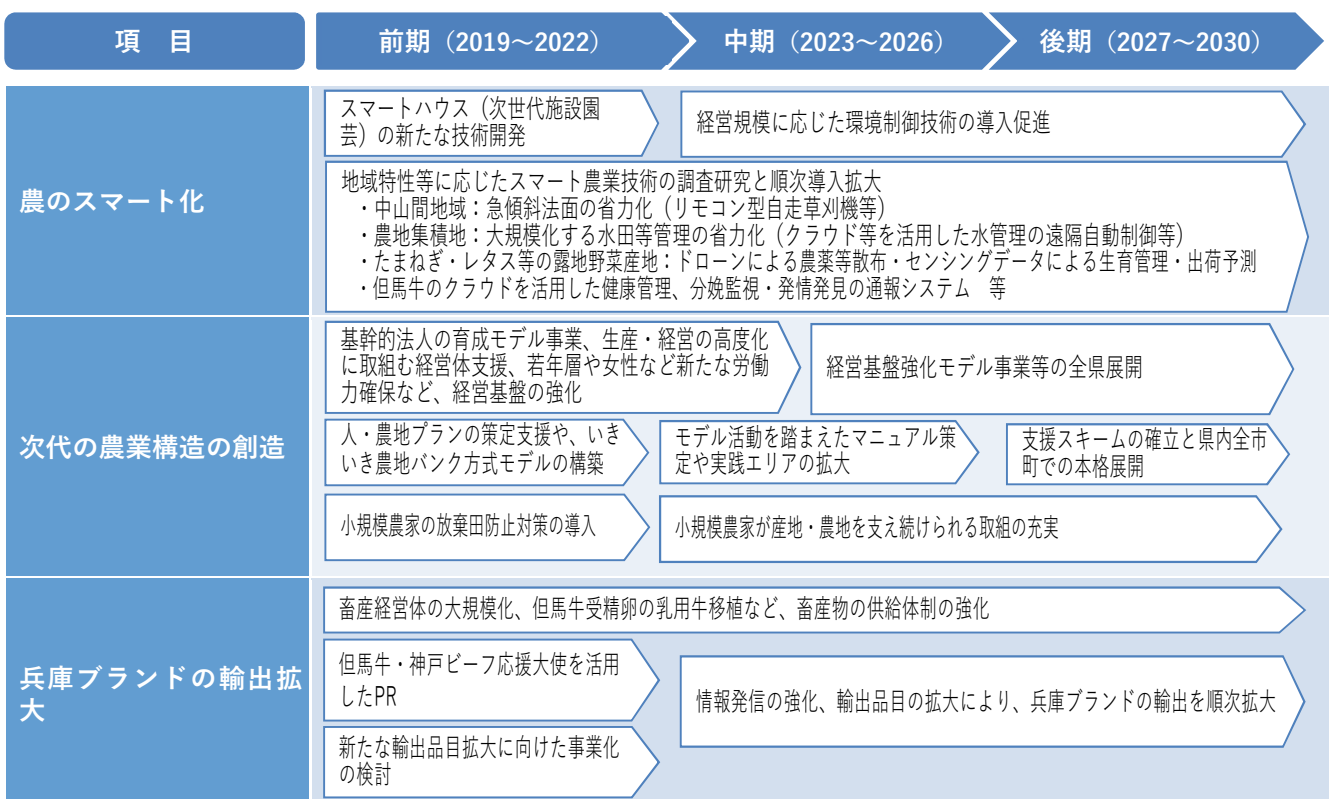 項　目
前期（2019～2022）
中期（2023～2026）
後期（2027～2030）
農のスマート化
スマートハウス（次世代施設園
芸）の新たな技術開発
経営規模に応じた環境制御技術の導入促進
地域特性等に応じたスマート農業技術の調査研究と順次導入拡大
・中山間地域：急傾斜法面の省力化（リモコン型自走草刈機等）
・農地集積地：大規模化する水田等管理の省力化（クラウド等を活用した水管理の遠隔自動制御等）
・たまねぎ・レタス等の露地野菜産地：ドローンによる農薬等散布・センシングデータによる生育管理・出荷予測
・但馬牛のクラウドを活用した健康管理、分娩監視・発情発見の通報システム　等
次代の農業構造の創造
基幹的法人の育成モデル事業、生産・経営の高度化
に取組む経営体支援、若年層や女性など新たな労働
力確保など、経営基盤の強化
経営基盤強化モデル事業等の全県展開
人・農地プランの策定支援や、いき
いき農地バンク方式モデルの構築
モデル活動を踏まえたマニュアル策
定や実践エリアの拡大
支援スキームの確立と県内全市
町での本格展開
小規模農家の放棄田防止対策の導入
小規模農家が産地・農地を支え続けられる取組の充実
兵庫ブランドの輸出拡
大
畜産経営体の大規模化、但馬牛受精卵の乳用牛移植など、畜産物の供給体制の強化
但馬牛・神戸ビーフ応援大使を活用
したPR
情報発信の強化、輸出品目の拡大により、兵庫ブランドの輸出を順次拡大
新たな輸出品目拡大に向けた事業化
の検討